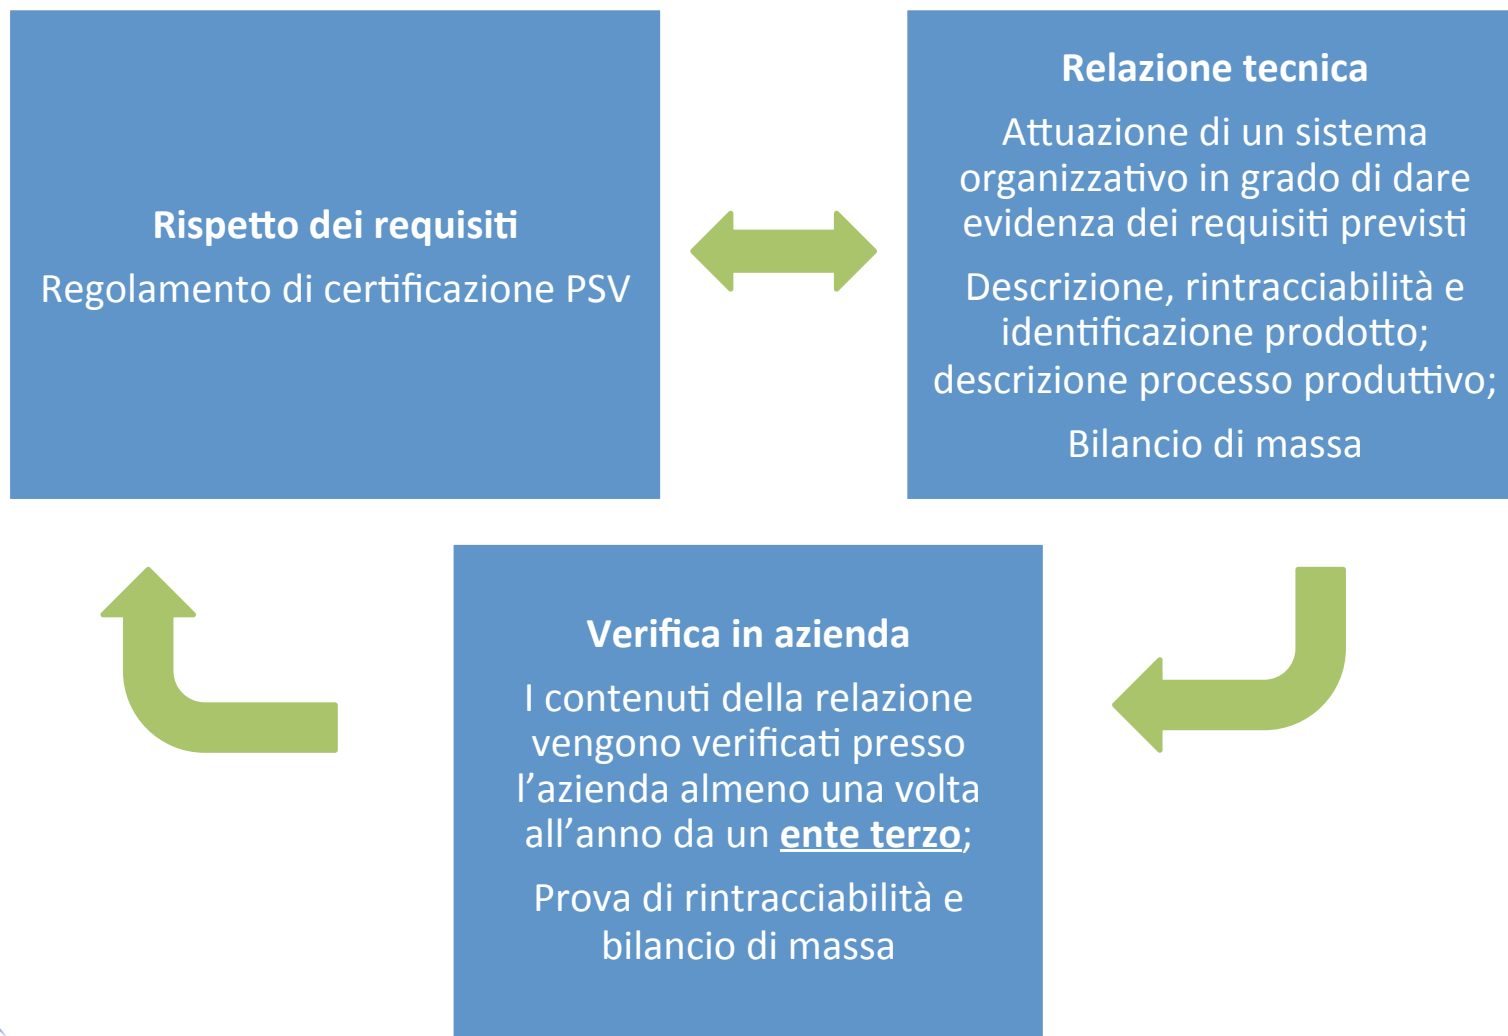 Rispetto dei requisiti
Regolamento di certificazione PSV
Relazione tecnica
Attuazione di un sistema
organizzativo in grado di dare
evidenza dei requisiti previsti
Descrizione, rintracciabilità e
identificazione prodotto;
descrizione processo produttivo;
Bilancio di massa
Verifica in azienda
I contenuti della relazione
vengono verificati presso
l’azienda almeno una volta
all’anno da un ente terzo;
Prova di rintracciabilità e
bilancio di massa